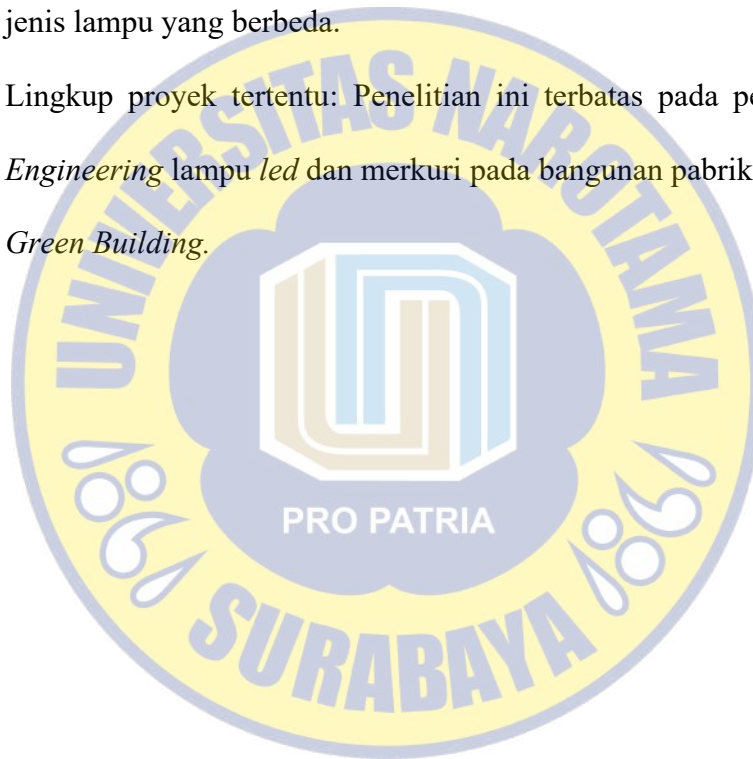 jenis lampu yang berbeda.
Lingkup proyek tertentu: Penelitian ini terbatas pada
Engineering lampu led dan merkuri pada bangunan pabrik
Green Building.
UNIVERSITAS NAROTAMA
PRO PATRIA
SURABAYA